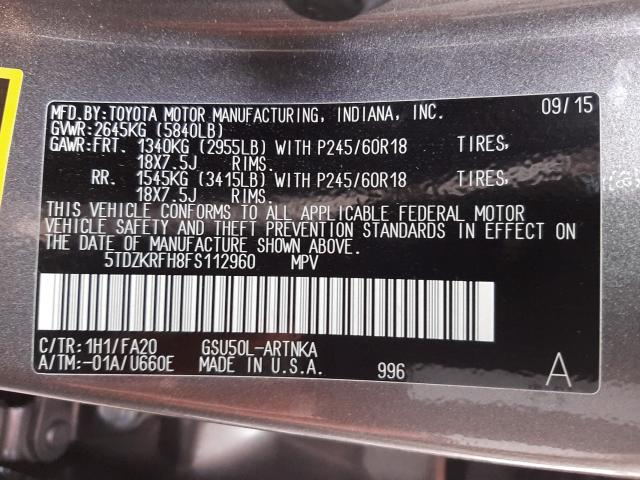 MFD.BY:TOYOTA MOTOR MANUFACTURING, INDIANA, INC. 09/15
GVWR:2645KG (5840LB)
GAWR:FRT. 1340KG (2955LB) WITH P245/60R18 TIRES,
18X7.5J RIMS.
RR. 1545KG (3415LB) WITH P245/60R18 TIRES,
18X7.5J RIMS.
THIS VEHICLE CONFORMS TO ALL APPLICABLE FEDERAL MOTOR
VEHICLE SAFETY AND THEFT PREVENTION STANDARDS IN EFFECT ON
THE DATE OF MANUFACTURE SHOWN ABOVE.
5TDZKRFH8FS112960 MPV
C/TR:1H1/FA20 GSU50L-ARTNKA
A/TM:-01A/U660E MADE IN U.S.A. 996 A